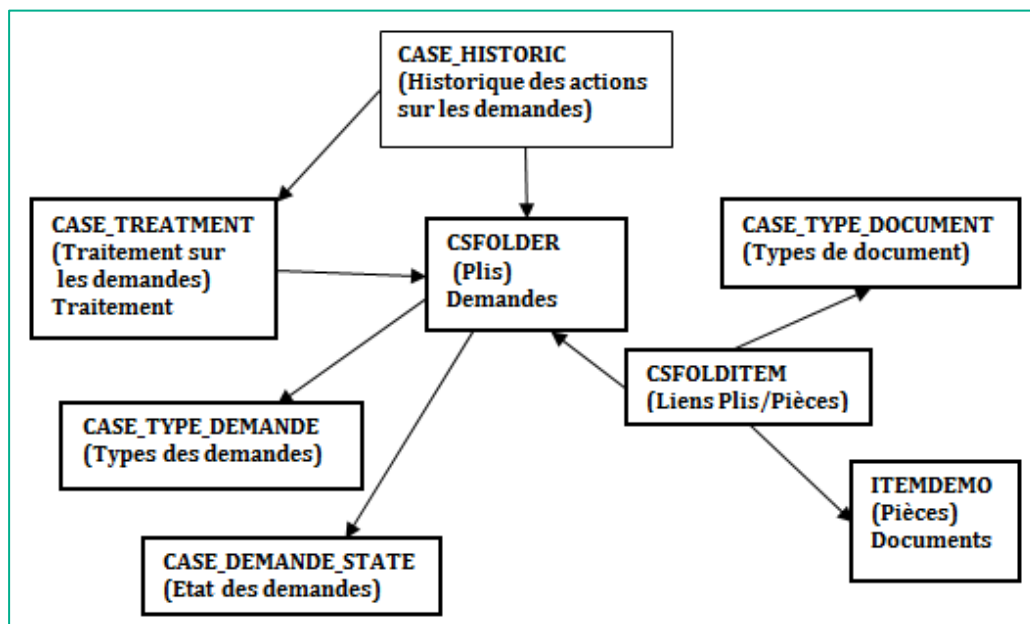 CASE_HISTORIC
(Historique des actions
sur les demandes)
CASE_TREATMENT
(Traitement sur
les demandes)
Traitement
CSFOLDER
(Plis)
Demandes
CASE_TYPE_DOCUMENT
(Types de document)
CSFOLDITEM
(Liens Plis/Pièces)
CASE_TYPE_DEMANDE
(Types des demandes)
ITEMDEMO
(Pièces)
Documents
CASE_DEMANDE_STATE
(Etat des demandes)